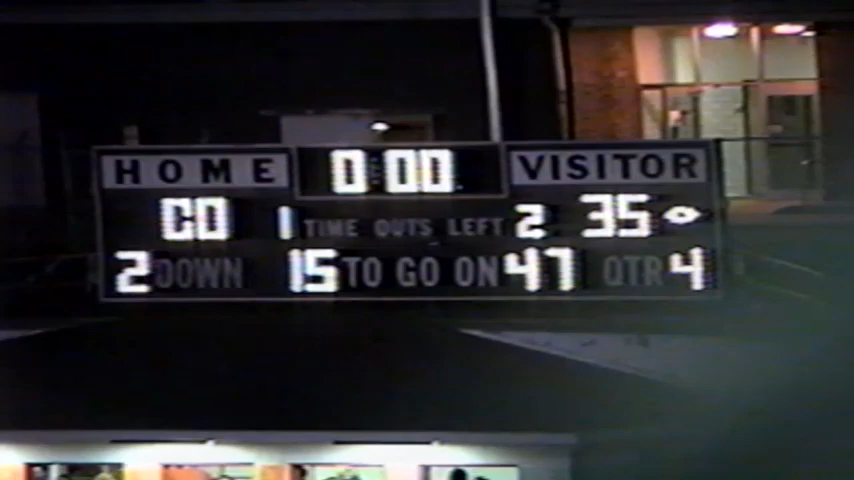 HOME 0:00 VISITOR
1 TIME OUTS LEFT 2 35
2 DOWN 15 TO GO ON 47 QTR 4